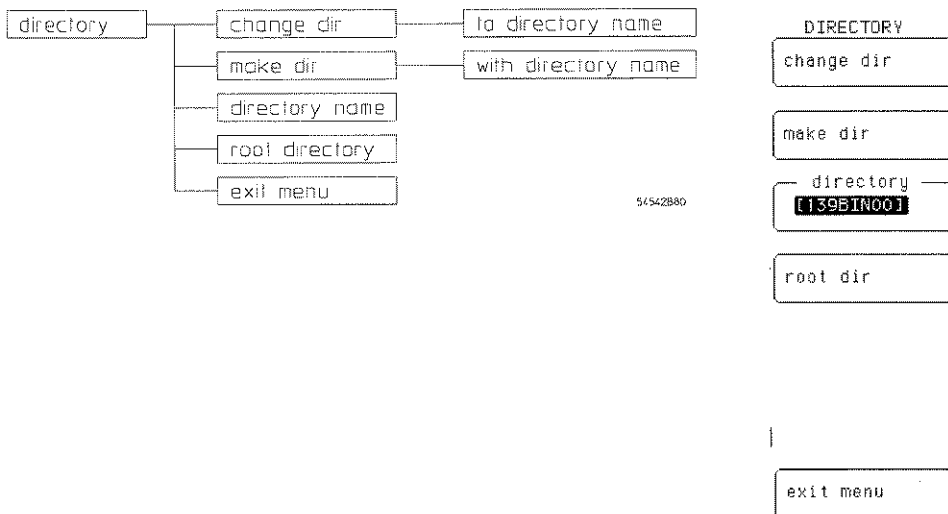 directory
change dir
to directory name
make dir
with directory name
directory name
root directory
exit menu
54542B80
DIRECTORY
change dir
make dir
directory
[139BIN00]
root dir
exit menu